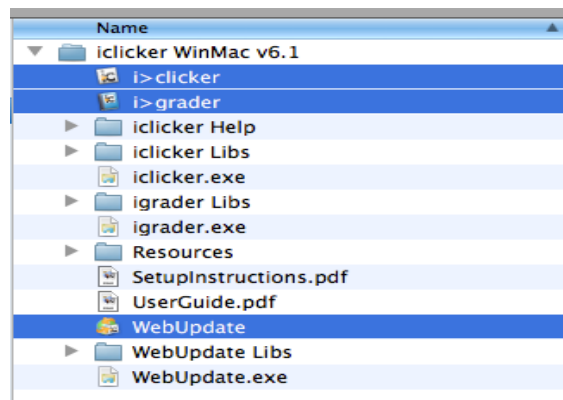 Name
iclicker WinMac v6.1
i>clicker
i>grader
iclicker Help
iclicker Libs
iclicker.exe
igrader Libs
igrader.exe
Resources
SetupInstructions.pdf
UserGuide.pdf
WebUpdate
WebUpdate Libs
WebUpdate.exe